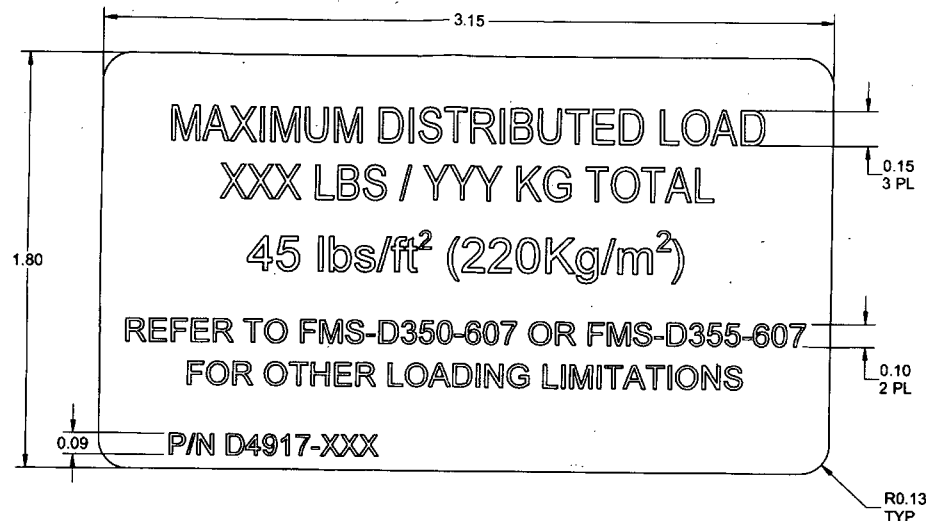 3.15
MAXIMUM DISTRIBUTED LOAD
XXX LBS / YYY KG TOTAL
45 lbs/ft² (220Kg/m²)
REFER TO FMS-D350-607 OR FMS-D355-607
FOR OTHER LOADING LIMITATIONS
P/N D4917-XXX
1.80
0.09
0.15
3 PL
0.10
2 PL
R0.13
TYP